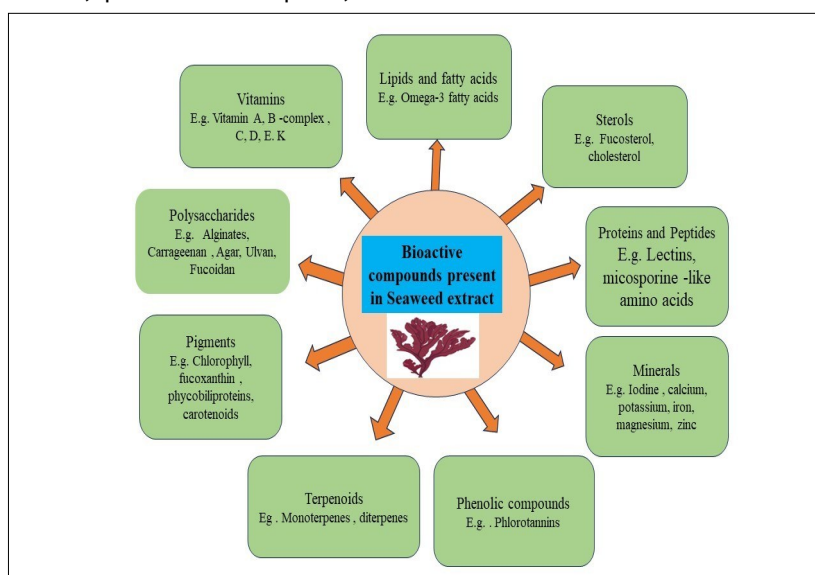 Lipids and fatty acids
E.g. Omega-3 fatty acids
Vitamins
E.g. Vitamin A, B -complex ,
C, D, E. K
Sterols
E.g. Fucosterol,
cholesterol
Polysaccharides
E.g. Alginates,
Carrageenan , Agar, Ulvan,
Fucoidan
Bioactive
compounds present
in Seaweed extract
Proteins and Peptides
E.g. Lectins,
micosporine -like
amino acids
Pigments
E.g. Chlorophyll,
fucoxanthin ,
phycobiliproteins,
carotenoids
Minerals
E.g. Iodine , calcium,
potassium, iron,
magnesium, zinc
Terpenoids
Eg . Monoterpenes , diterpenes
Phenolic compounds
E.g. . Phlorotannins